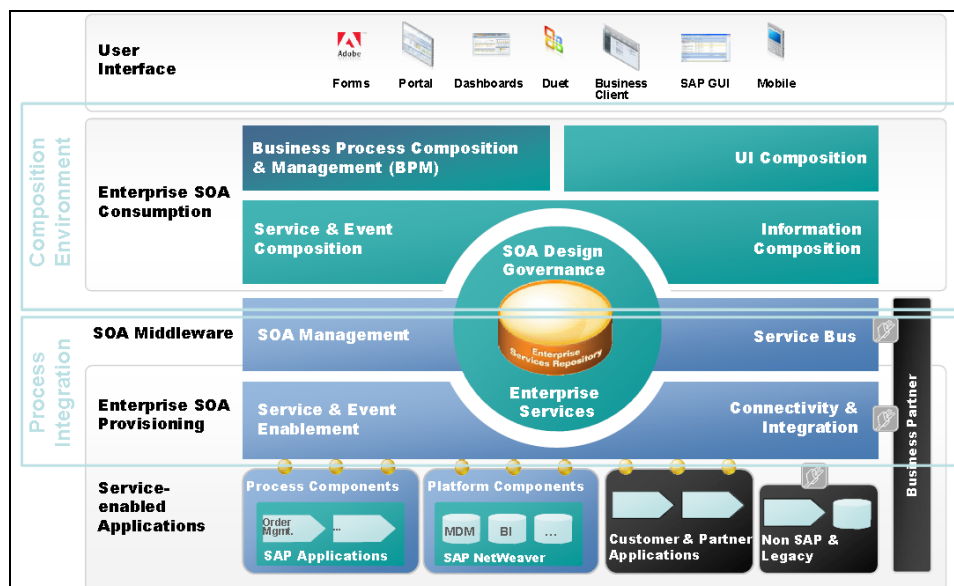 User
Interface
Adobe
Forms
Portal
Dashboards
Duet
Business
Client
SAP GUI
Mobile
Composition
Environment
Enterprise SOA
Consumption
Business Process Composition
& Management (BPM)
UI Composition
Service & Event
Composition
Information
Composition
SOA Design
Governance
Enterprise
Services Repository
Enterprise
Services
Process
Integration
SOA Middleware
SOA Management
Service Bus
Enterprise SOA
Provisioning
Service & Event
Enablement
Connectivity &
Integration
Business Partner
Service-
enabled
Applications
Process Components
Order
Mgmt.
...
SAP Applications
Platform Components
MDM
BI
...
SAP NetWeaver
Customer & Partner
Applications
Non SAP &
Legacy